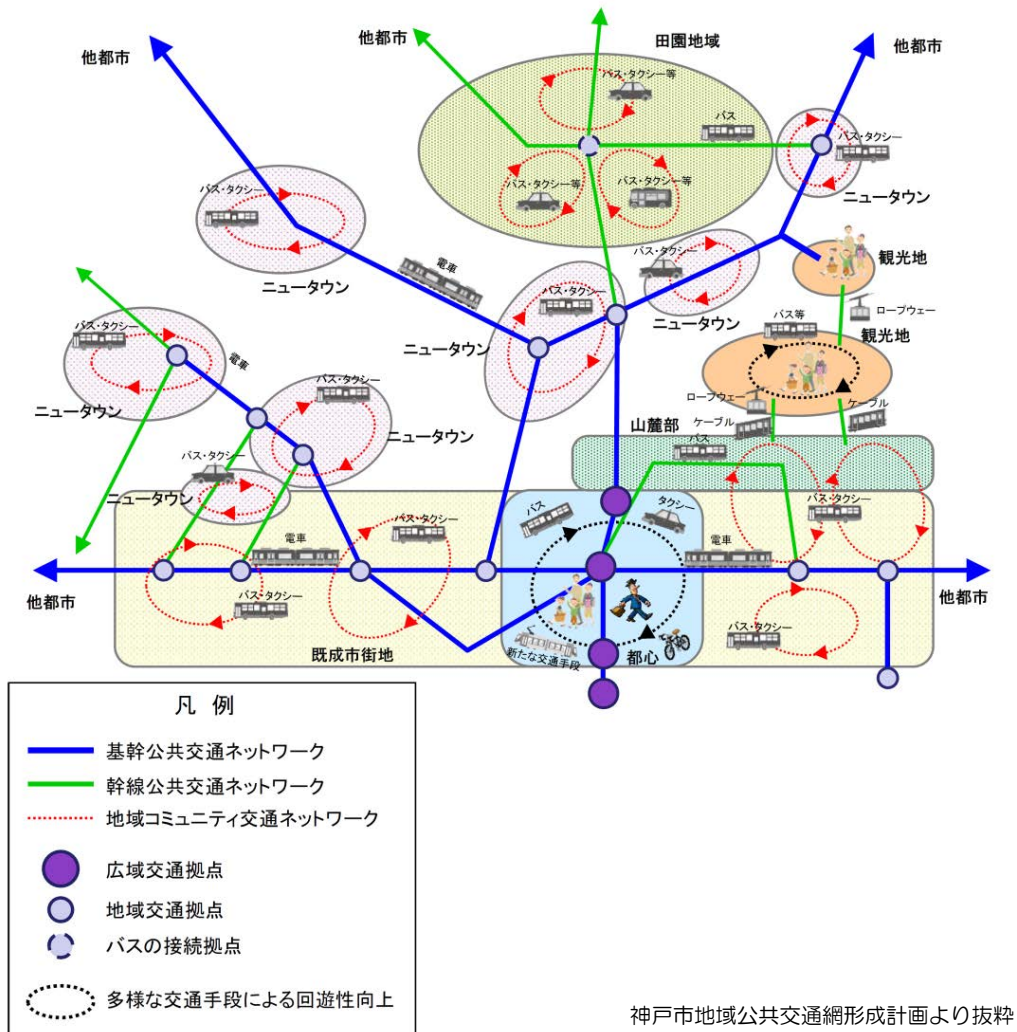 田園地域
他都市
他都市
他都市
バス・タクシー等
バス
バス・タクシー
バス・タクシー等
バス・タクシー等
ニュータウン
バス・タクシー
ニュータウン
電車
バス・タクシー
観光地
バス・タクシー
ニュータウン
ロープウェー
バス等
観光地
バス・タクシー
電車
ニュータウン
ニュータウン
バス・タクシー
ニュータウン
ロープウェー
ケーブル
ケーブル
山麓部
バス
バス・タクシー
ニュータウン
バス
タクシー
バス・タクシー
バス・タクシー
電車
電車
他都市
他都市
バス・タクシー
バス・タクシー
新たな交通手段
都心
既成市街地
凡 例
基幹公共交通ネットワーク
幹線公共交通ネットワーク
地域コミュニティ交通ネットワーク
広域交通拠点
地域交通拠点
バスの接続拠点
多様な交通手段による回遊性向上
神戸市地域公共交通網形成計画より抜粋